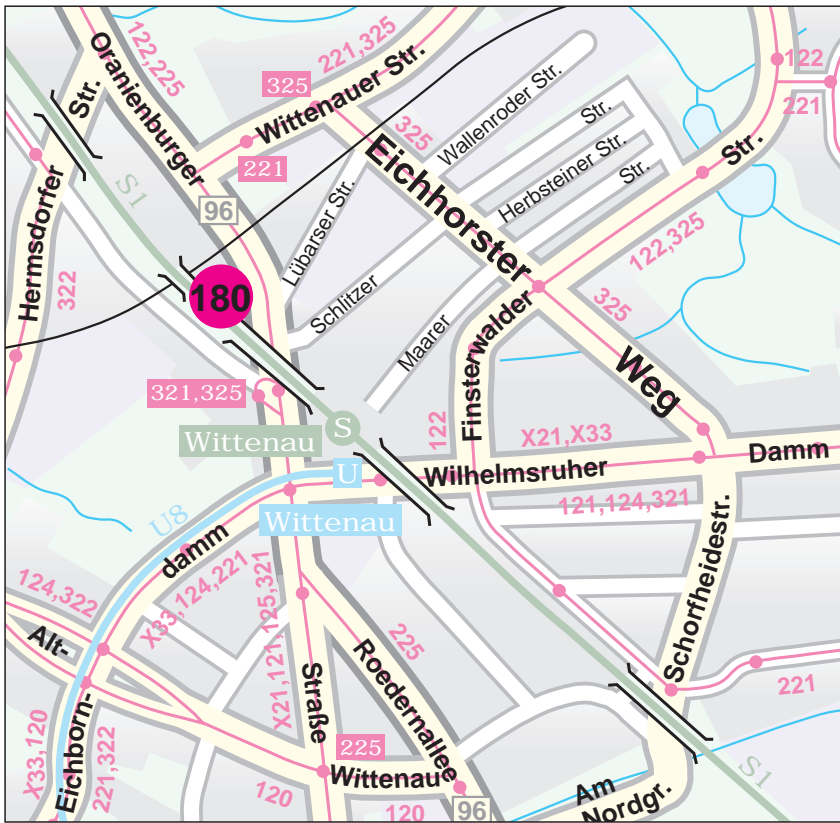 122,225
Oranienburger
221,325
325
Wittenauer Str.
221
Str.
Hermsdorfer
322
S1
96
180
325
Eichhorster
Weg
Wallenroder Str.
Str.
Herbsteiner Str.
Str.
Lübarser Str.
Schlitzer
Maarer
122
221
Str.
122,325
325
Finsterwalder
122
321,325
Wittenau
S
U
Wittenau
X21,X33
Wilhelmsruher
Damm
121,124,321
U8
damm
X33,124,221
124,322
Alt-
X21,121,125,321
Straße
225
Roedernallee
Schorfheidestr.
221
X33,120
Eichborn-
221,322
225
Wittenau
120
120
96
Am
Nordgr.
S1